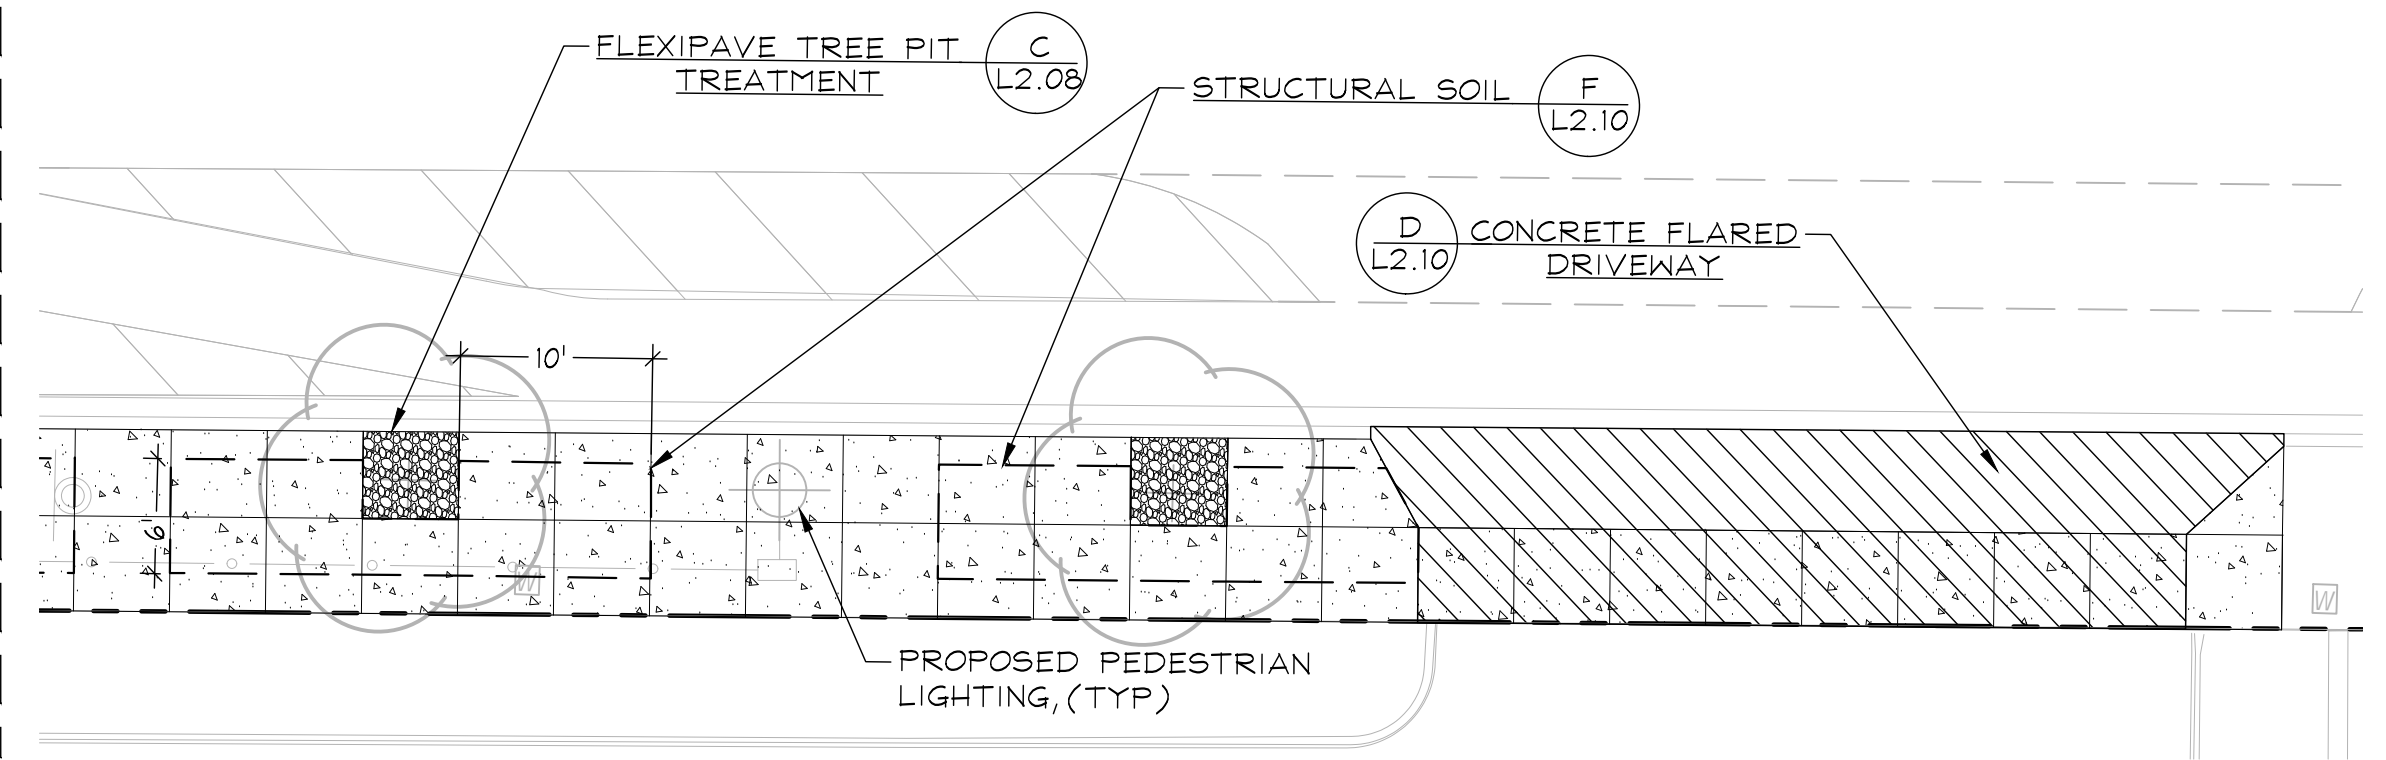 FLEXIPAVE TREE PIT
TREATMENT
C
L2.08
STRUCTURAL SOIL
F
L2.10
D
L2.10
CONCRETE FLARED
DRIVEWAY
10'
6'
W
W
PROPOSED PEDESTRIAN
LIGHTING, (TYP)